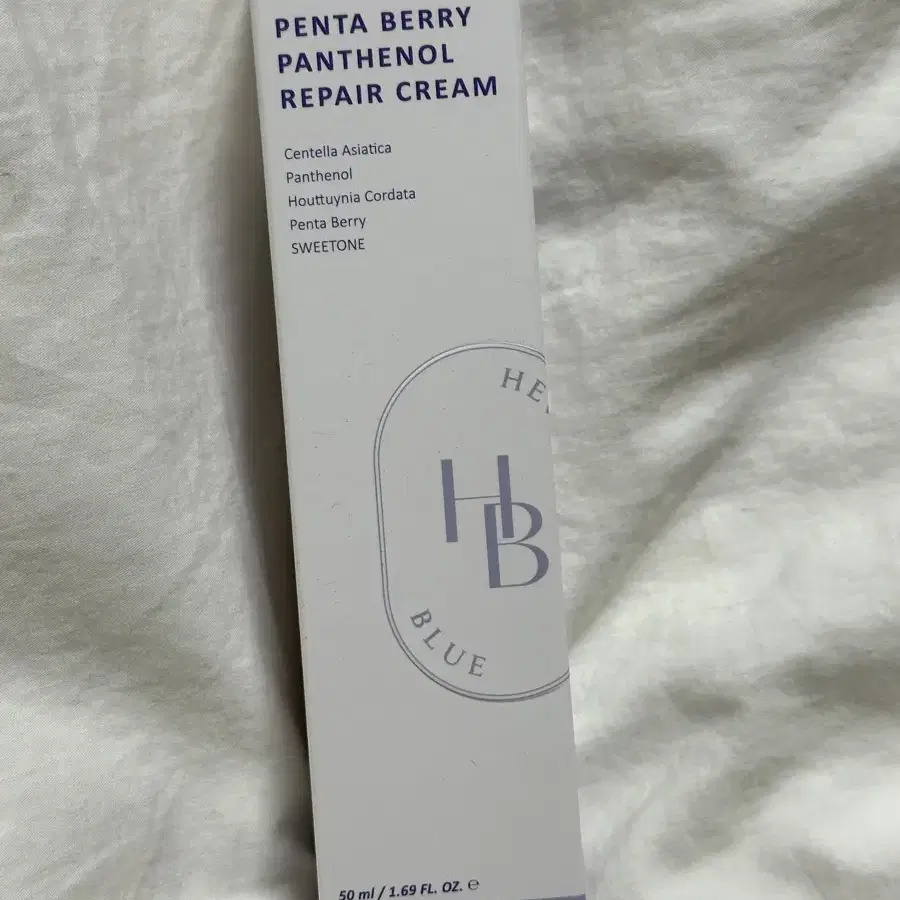 PENTA BERRY
PANTHENOL
REPAIR CREAM
Centella Asiatica
Panthenol
Houttuynia Cordata
Penta Berry
SWEETONE
HB
BLUE
50 ml / 1.69 FL. OZ. ℮